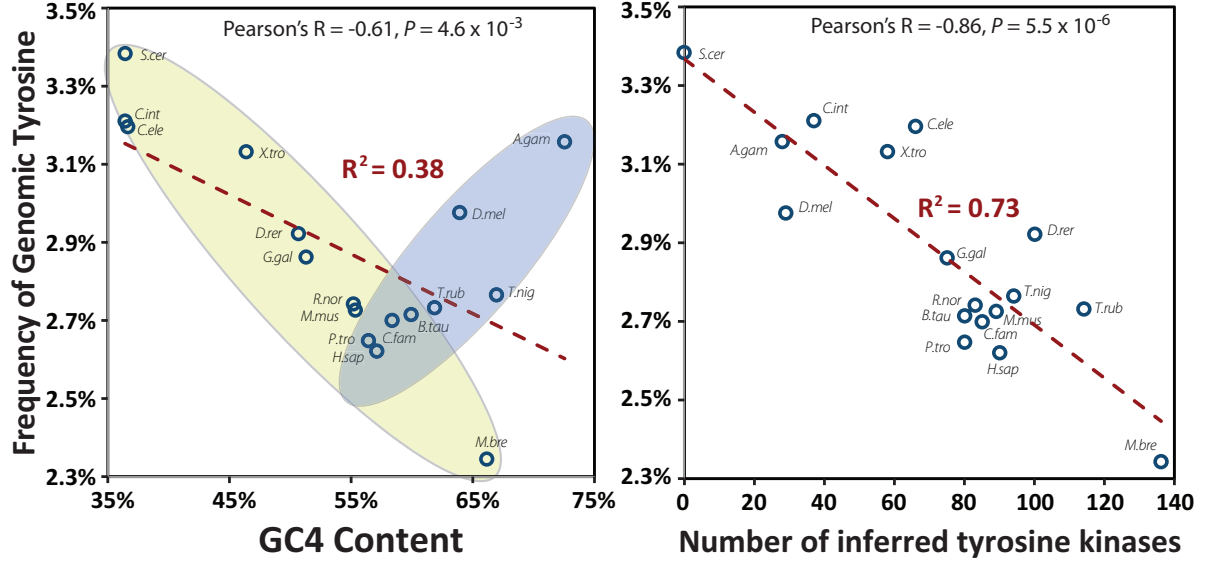 Frequency of Genomic Tyrosine
3.5%
3.3%
3.1%
2.9%
2.7%
2.5%
2.3%
Pearson's R = -0.61, P = 4.6 x 10⁻³
S.cer
C.int
C.ele
X.tro
A.gam
R² = 0.38
D.mel
D.rer
G.gal
R.nor
M.mus
T.rub
T.nig
B.tau
P.tro
C.fam
H.sap
M.bre
35%
45%
55%
65%
75%
GC4 Content
3.5%
3.3%
3.1%
2.9%
2.7%
2.5%
2.3%
Pearson's R = -0.86, P = 5.5 x 10⁻⁶
S.cer
C.int
C.ele
A.gam
X.tro
D.mel
R² = 0.73
D.rer
G.gal
T.nig
R.nor
T.rub
B.tau
M.mus
C.fam
P.tro
H.sap
M.bre
0
20
40
60
80
100
120
140
Number of inferred tyrosine kinases